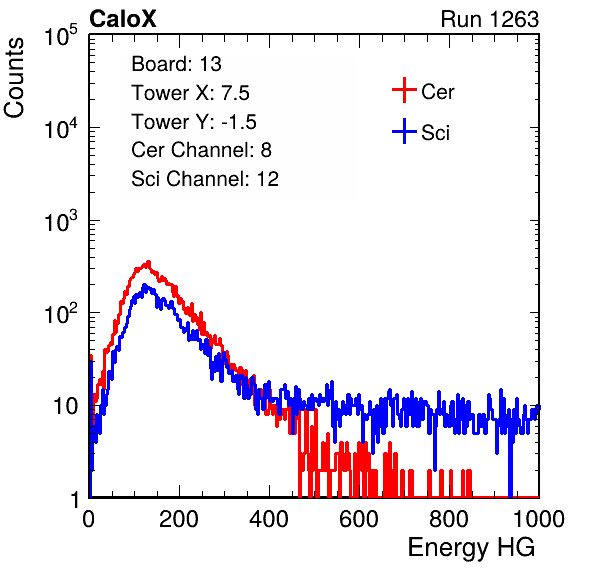 CaloX
Run 1263
Counts
10^5
10^4
10^3
10^2
10
1
Board: 13
Tower X: 7.5
Tower Y: -1.5
Cer Channel: 8
Sci Channel: 12
Cer
Sci
0 200 400 600 800 1000
Energy HG